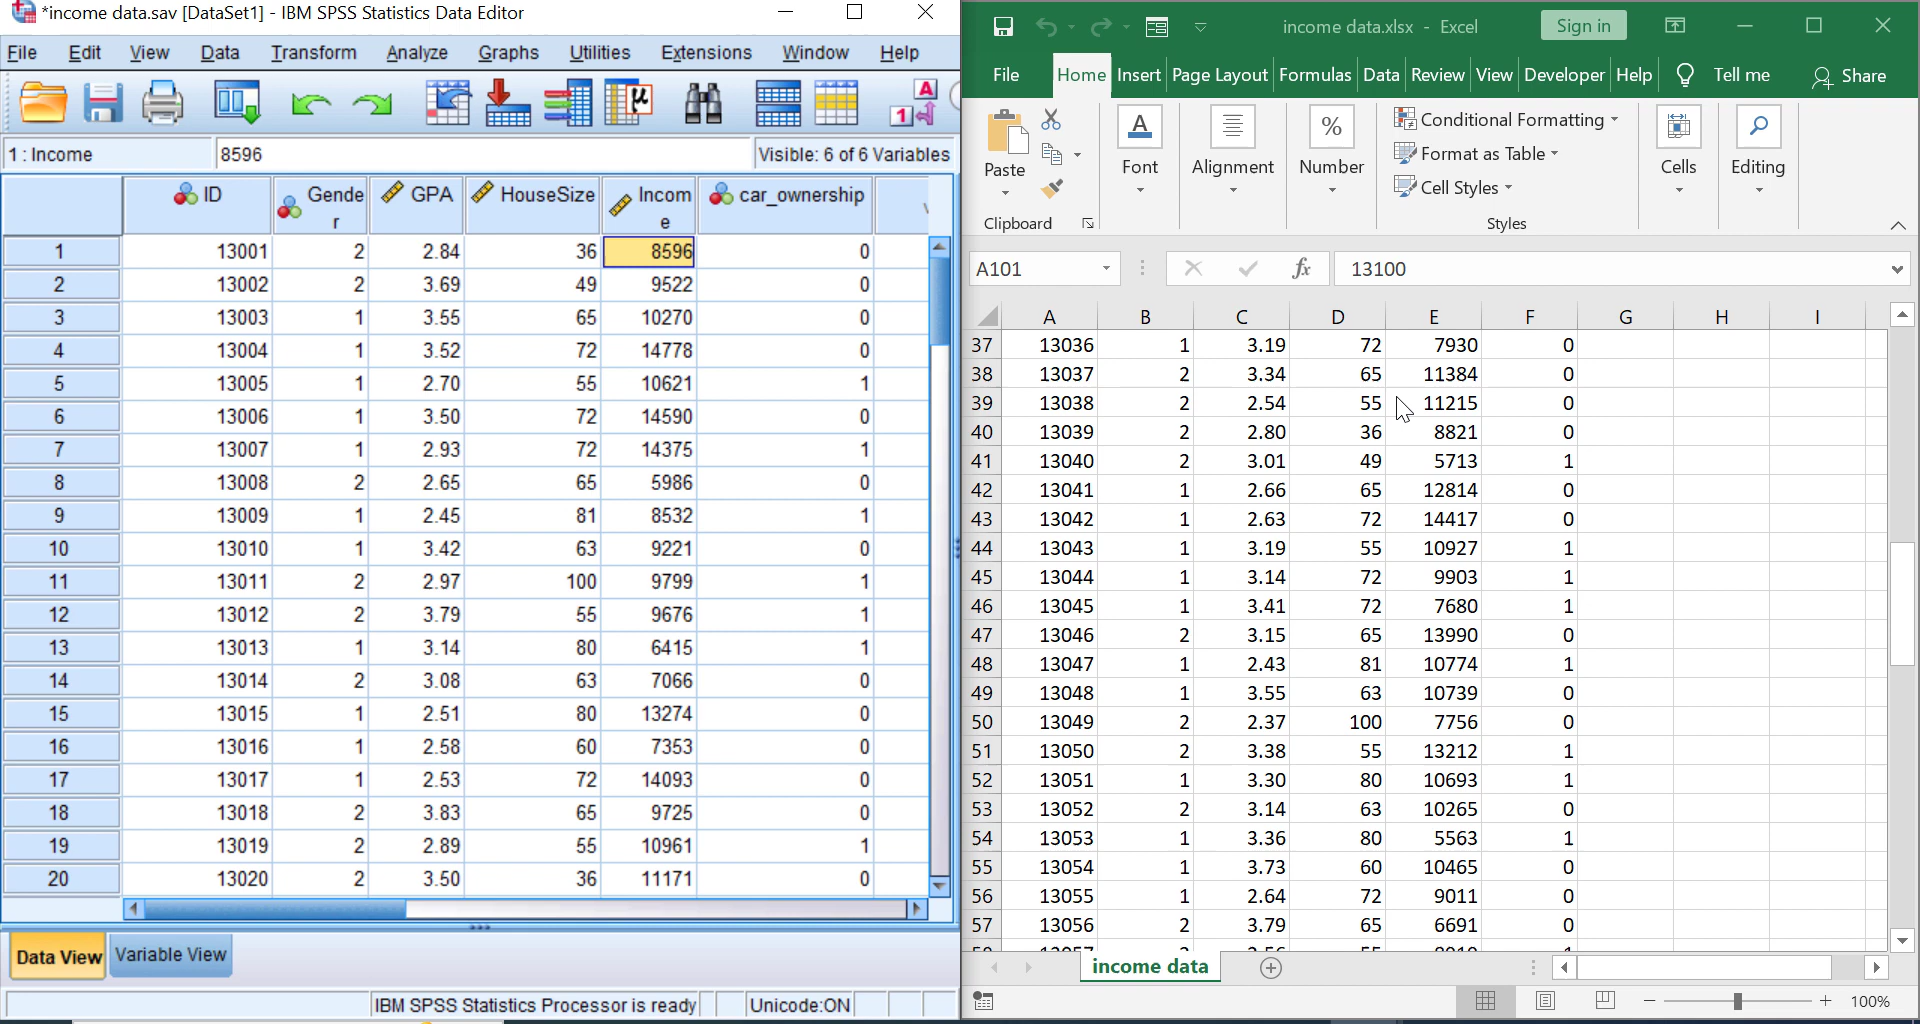 *income data.sav [DataSet1] - IBM SPSS Statistics Data Editor
File Edit View Data Transform Analyze Graphs Utilities Extensions Window Help
A
1
μ
1 : Income 8596 Visible: 6 of 6 Variables
ID Gender GPA HouseSize Income car_ownership
1 13001 2 2.84 36 8596 0
2 13002 2 3.69 49 9522 0
3 13003 1 3.55 65 10270 0
4 13004 1 3.52 72 14778 0
5 13005 1 2.70 55 10621 1
6 13006 1 3.50 72 14590 0
7 13007 1 2.93 72 14375 1
8 13008 2 2.65 65 5986 0
9 13009 1 2.45 81 8532 1
10 13010 1 3.42 63 9221 0
11 13011 2 2.97 100 9799 1
12 13012 2 3.79 55 9676 1
13 13013 1 3.14 80 6415 1
14 13014 2 3.08 63 7066 0
15 13015 1 2.51 80 13274 0
16 13016 1 2.58 60 7353 0
17 13017 1 2.53 72 14093 0
18 13018 2 3.83 65 9725 0
19 13019 2 2.89 55 10961 1
20 13020 2 3.50 36 11171 0
Data View Variable View
IBM SPSS Statistics Processor is ready Unicode:ON
income data.xlsx - Excel Sign in
File Home Insert Page Layout Formulas Data Review View Developer Help Tell me Share
Paste
Clipboard
A
Font
Alignment
%
Number
Conditional Formatting
Format as Table
Cell Styles
Styles
Cells
Editing
A101 fx 13100
A B C D E F G H I
37 13036 1 3.19 72 7930 0
38 13037 2 3.34 65 11384 0
39 13038 2 2.54 55 11215 0
40 13039 2 2.80 36 8821 0
41 13040 2 3.01 49 5713 1
42 13041 1 2.66 65 12814 0
43 13042 1 2.63 72 14417 0
44 13043 1 3.19 55 10927 1
45 13044 1 3.14 72 9903 1
46 13045 1 3.41 72 7680 1
47 13046 2 3.15 65 13990 0
48 13047 1 2.43 81 10774 1
49 13048 1 3.55 63 10739 0
50 13049 2 2.37 100 7756 0
51 13050 2 3.38 55 13212 1
52 13051 1 3.30 80 10693 1
53 13052 2 3.14 63 10265 0
54 13053 1 3.36 80 5563 1
55 13054 1 3.73 60 10465 0
56 13055 1 2.64 72 9011 0
57 13056 2 3.79 65 6691 0
income data
100%